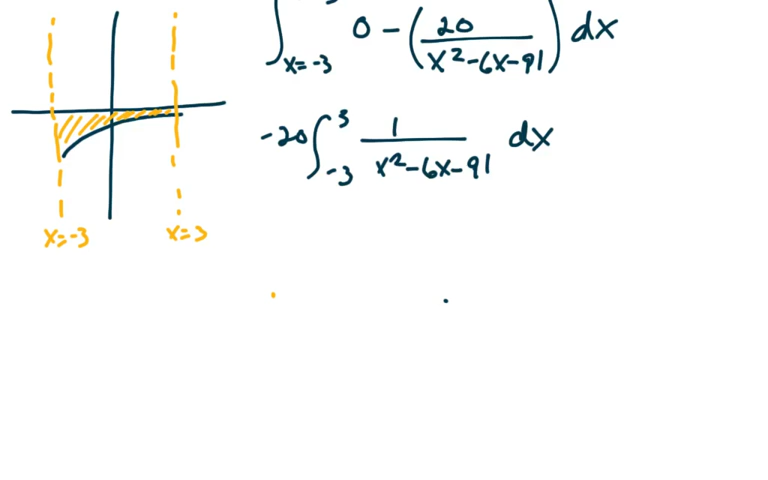 ∫_{x=-3} 0 - (20/(x²-6x-91)) dx
-20∫_{-3}^{3} 1/(x²-6x-91) dx
x=-3 x=3